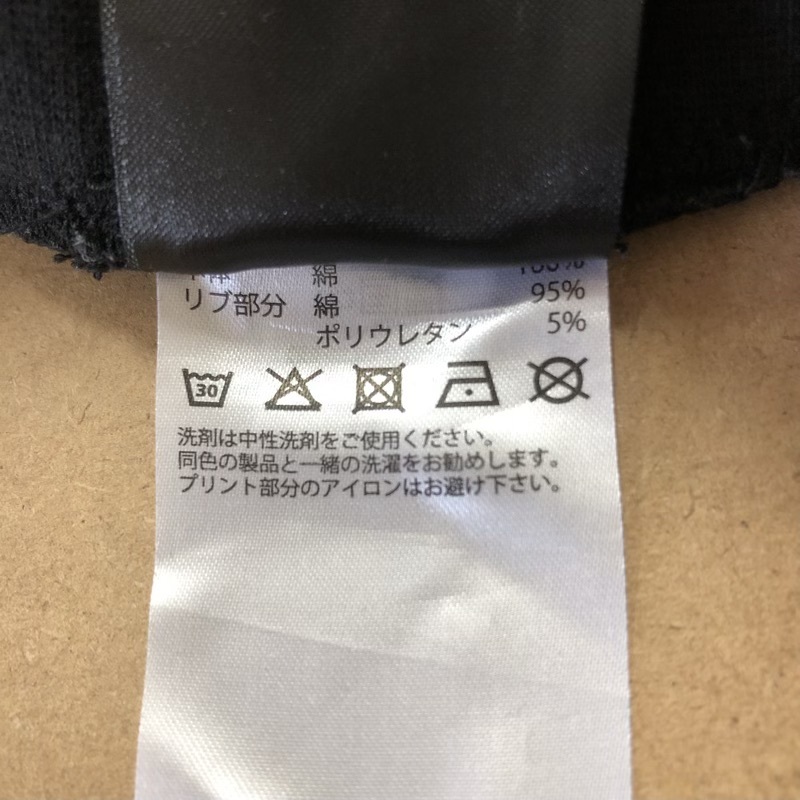 綿
リブ部分 綿 95%
ポリウレタン 5%
30
洗剤は中性洗剤をご使用ください。
同色の製品と一緒の洗濯をお勧めします。
プリント部分のアイロンはお避け下さい。